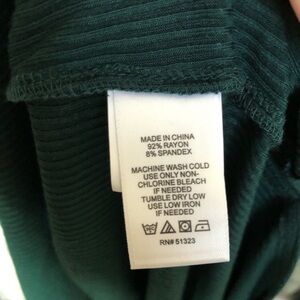 MADE IN CHINA
92% RAYON
8% SPANDEX
MACHINE WASH COLD
USE ONLY NON-
CHLORINE BLEACH
IF NEEDED
TUMBLE DRY LOW
USE LOW IRON
IF NEEDED
RN# 51323